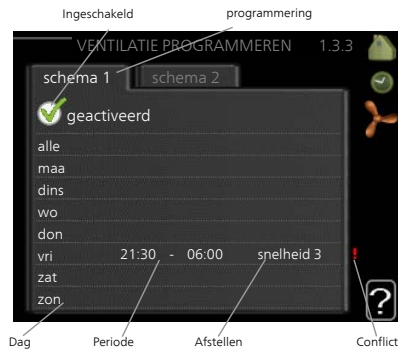 Ingeschakeld programmering
VENTILATIE PROGRAMMEREN 1.3.3
schema 1 schema 2
geactiveerd
alle
maa
dins
wo
don
vri 21:30 - 06:00 snelheid 3 !
zat
zon
?
Dag Periode Afstellen Conflict